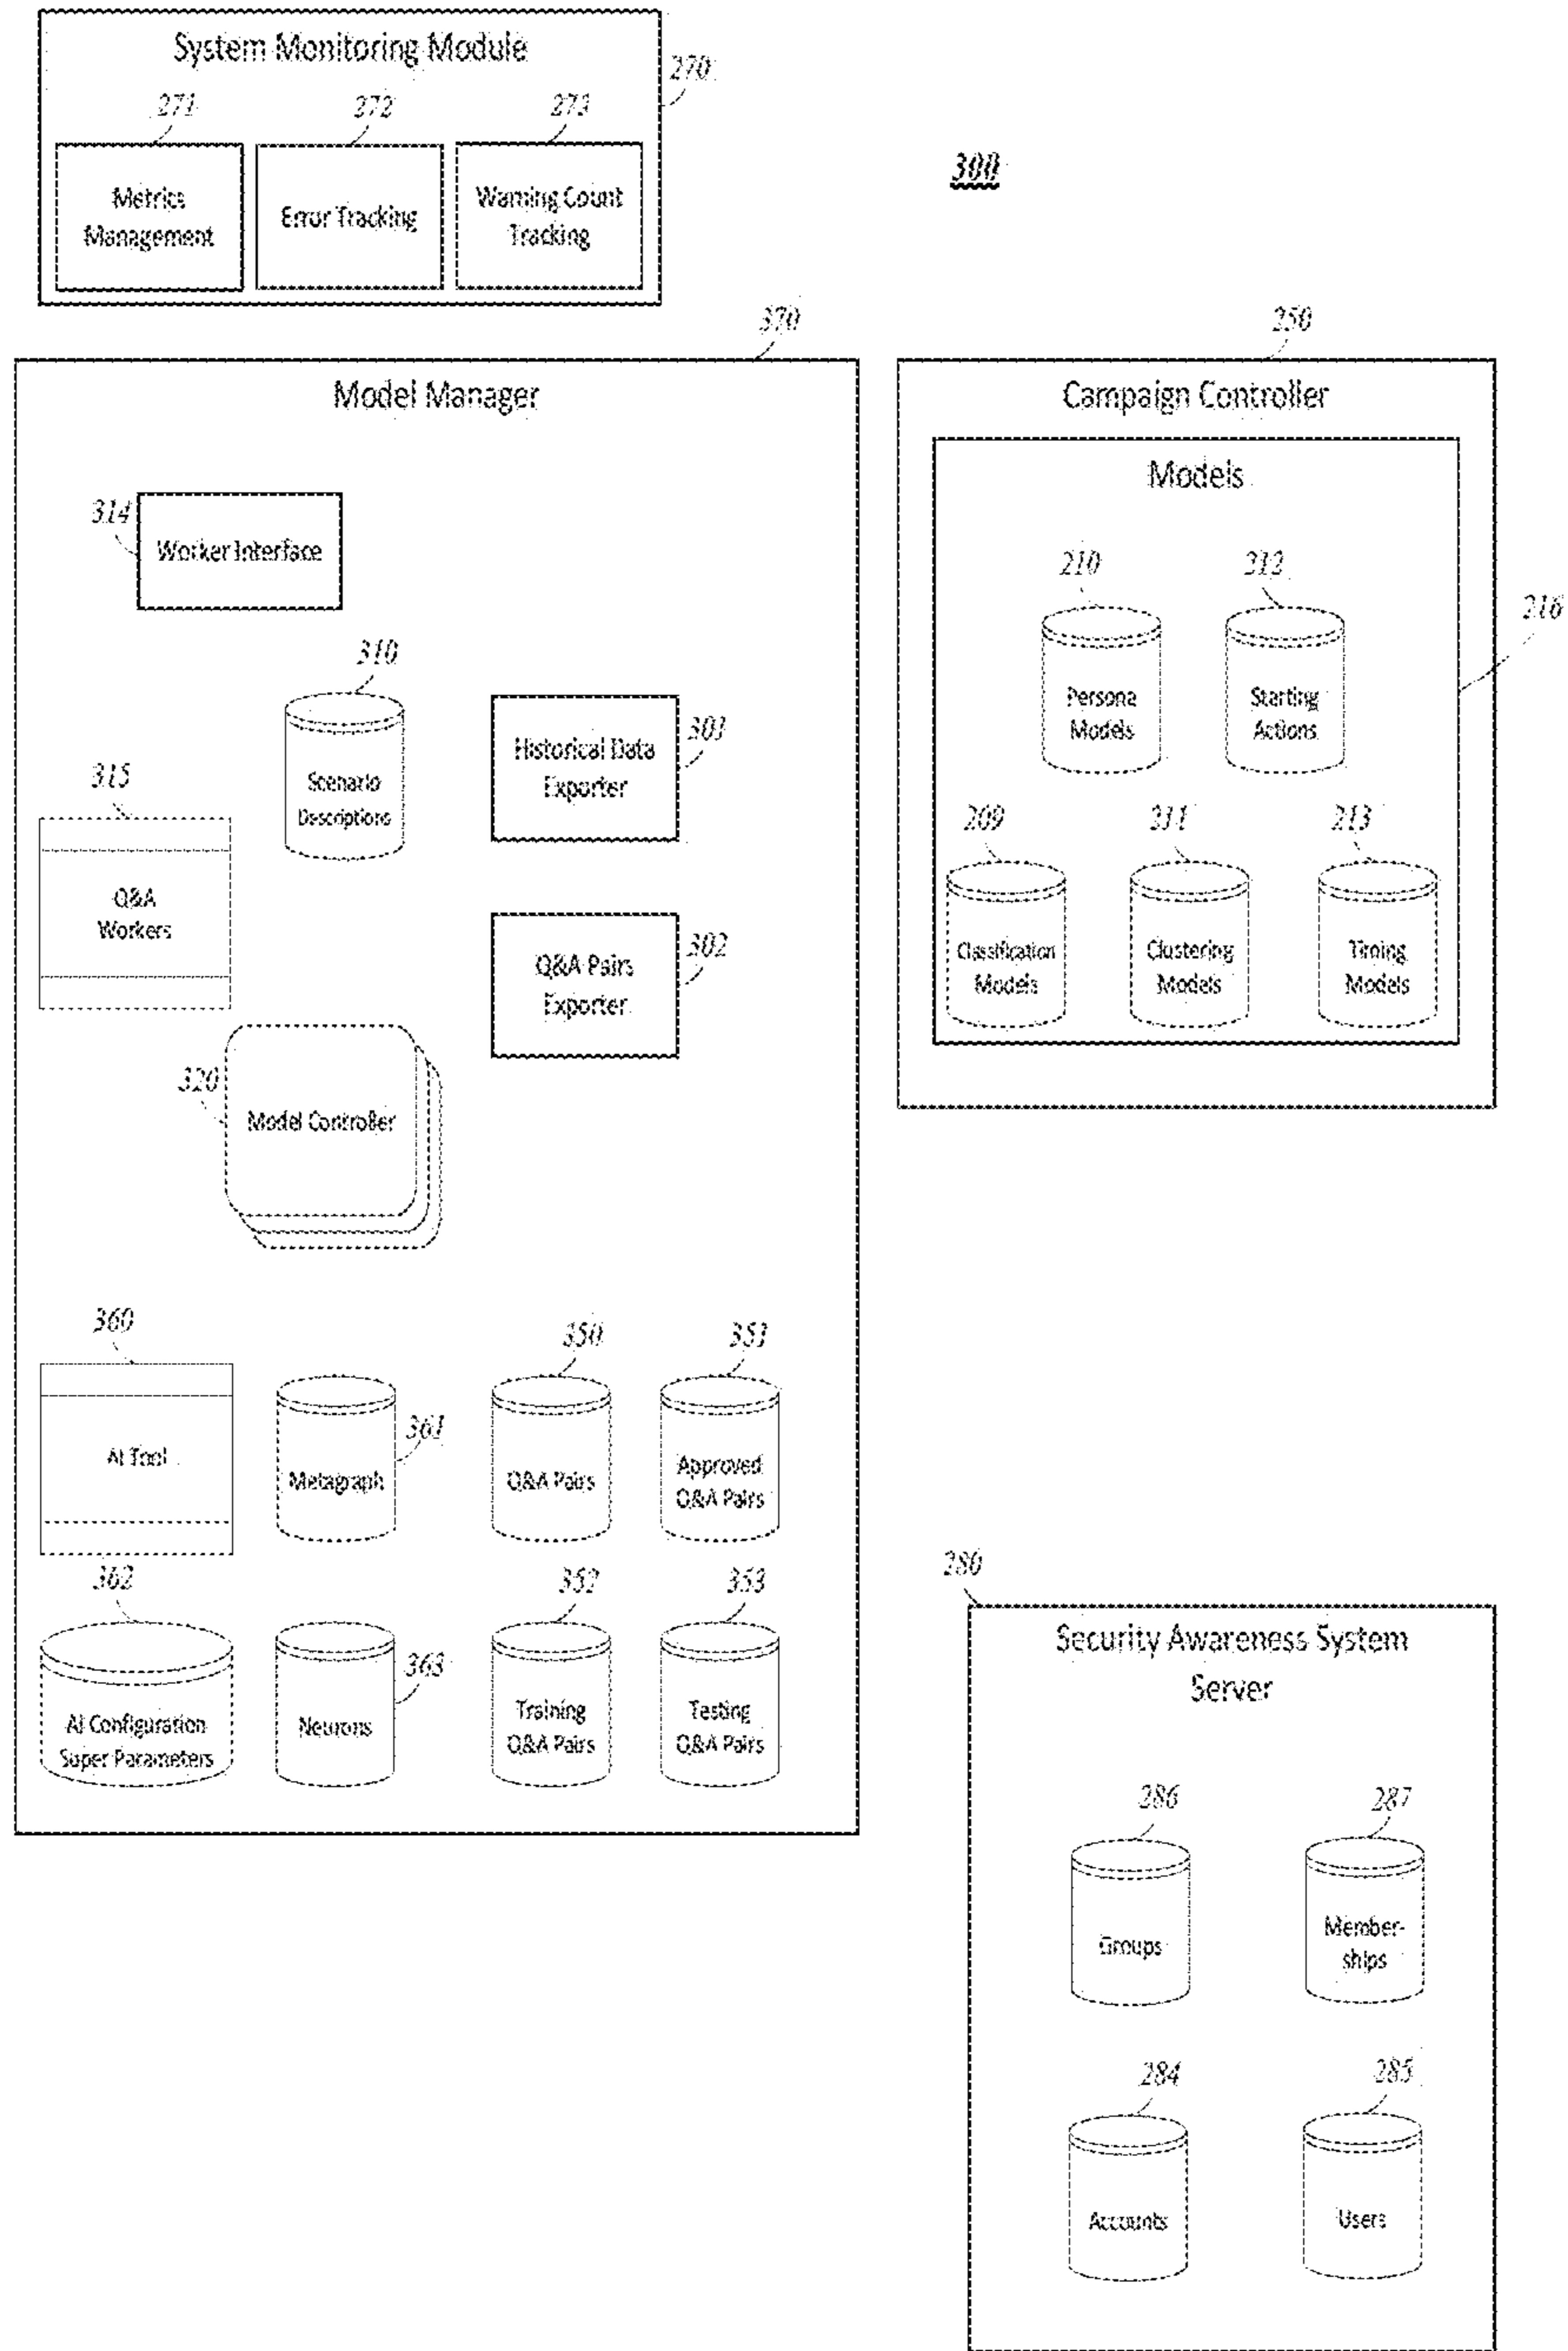 System Monitoring Module
270
271
272
273
Metrics
Management
Error Tracking
Warning Count
Tracking
300
370
Model Manager
314
Worker Interface
310
Scenario
Descriptions
301
Historical Data
Exporter
315
Q&A
Workers
302
Q&A Pairs
Exporter
320
Model Controller
360
AI Tool
361
Metagraph
350
Q&A Pairs
351
Approved
Q&A Pairs
362
AI Configuration
Super Parameters
363
Neurons
352
Training
Q&A Pairs
353
Testing
Q&A Pairs
250
Campaign Controller
Models
216
210
Persona
Models
212
Starting
Actions
209
Classification
Models
211
Clustering
Models
213
Timing
Models
280
Security Awareness System
Server
286
Groups
287
Member-
ships
284
Accounts
285
Users